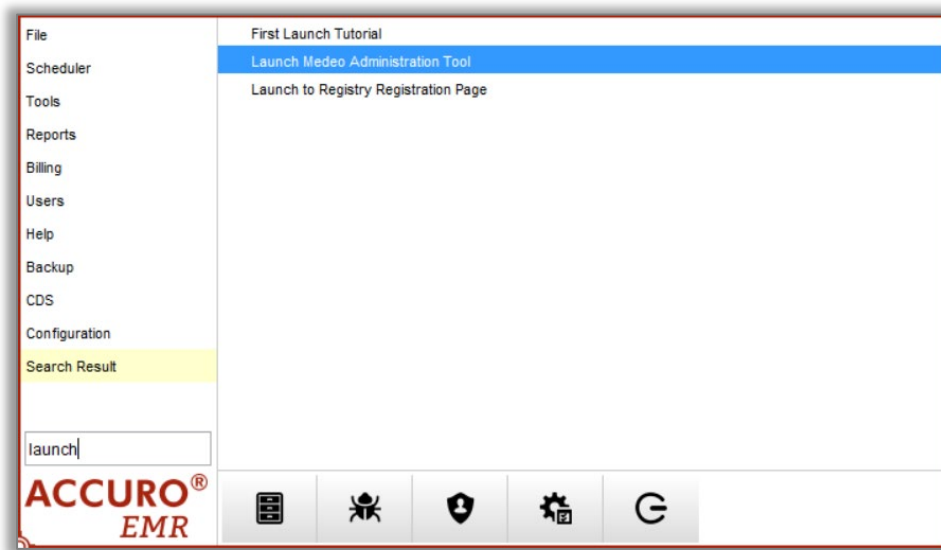 File
Scheduler
Tools
Reports
Billing
Users
Help
Backup
CDS
Configuration
Search Result
launch
ACCURO®
EMR
First Launch Tutorial
Launch Medeo Administration Tool
Launch to Registry Registration Page